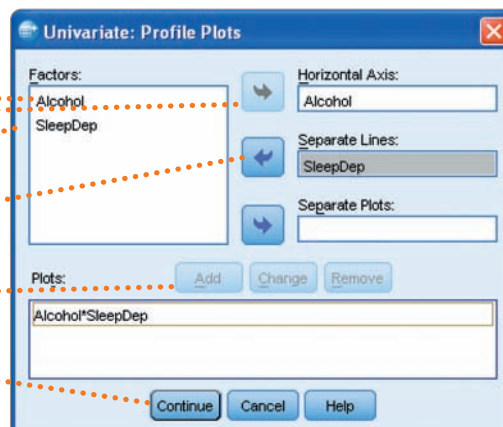 Univariate: Profile Plots
Factors:
Alcohol
SleepDep
Horizontal Axis:
Alcohol
Separate Lines:
SleepDep
Separate Plots:
Plots:
Add Change Remove
Alcohol*SleepDep
Continue Cancel Help